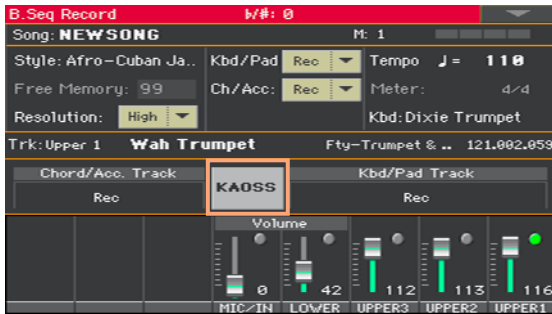 B.Seq Record ♭/#: 0
Song: NEWSONG M: 1
Style: Afro-Cuban Ja.. Kbd/Pad Rec Tempo ♩= 110
Free Memory: 99 Ch/Acc: Rec Meter: 4/4
Resolution: High Kbd: Dixie Trumpet
Trk: Upper 1 Wah Trumpet Fty-Trumpet & .. 121.002.059
Chord/Acc. Track KAOSS Kbd/Pad Track
Rec Rec
Volume
0 42 112 113 116
MIC/IN LOWER UPPER3 UPPER2 UPPER1